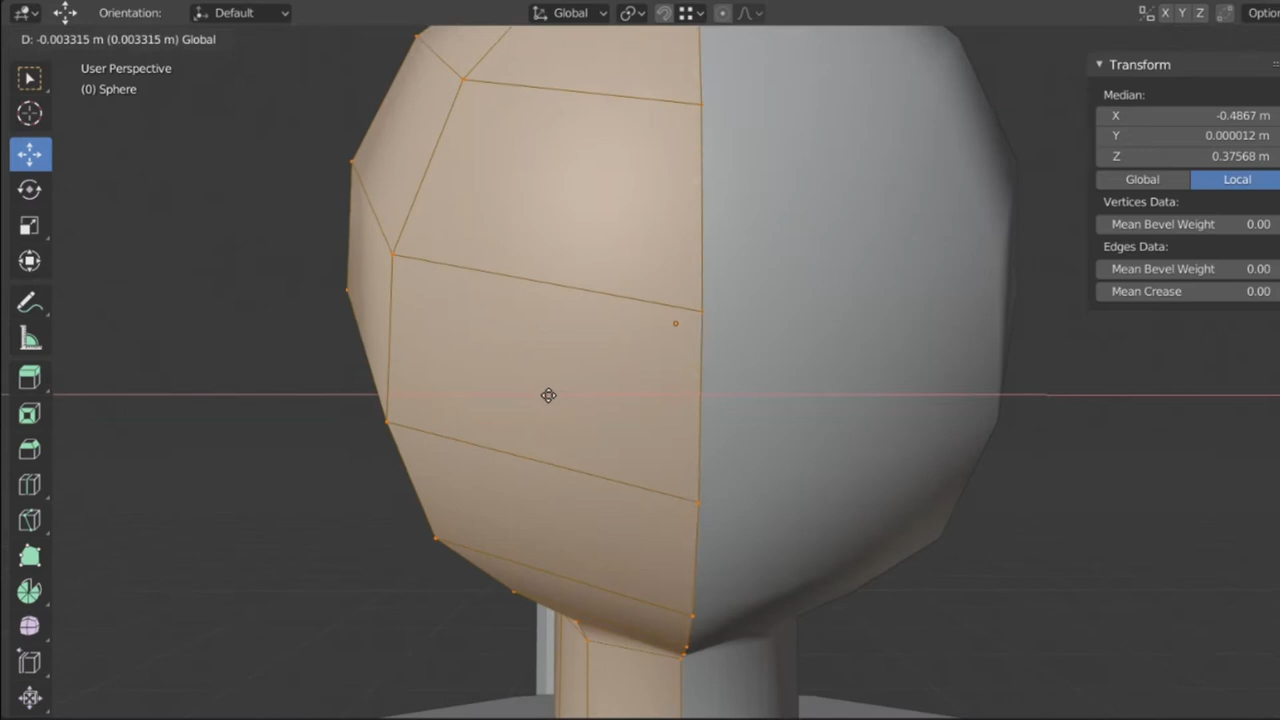 Orientation: Default Global X Y Z Optio
D: -0.003315 m (0.003315 m) Global
User Perspective
(0) Sphere
Transform
Median:
X -0.4867 m
Y 0.000012 m
Z 0.37568 m
Global Local
Vertices Data:
Mean Bevel Weight 0.00
Edges Data:
Mean Bevel Weight 0.00
Mean Crease 0.00